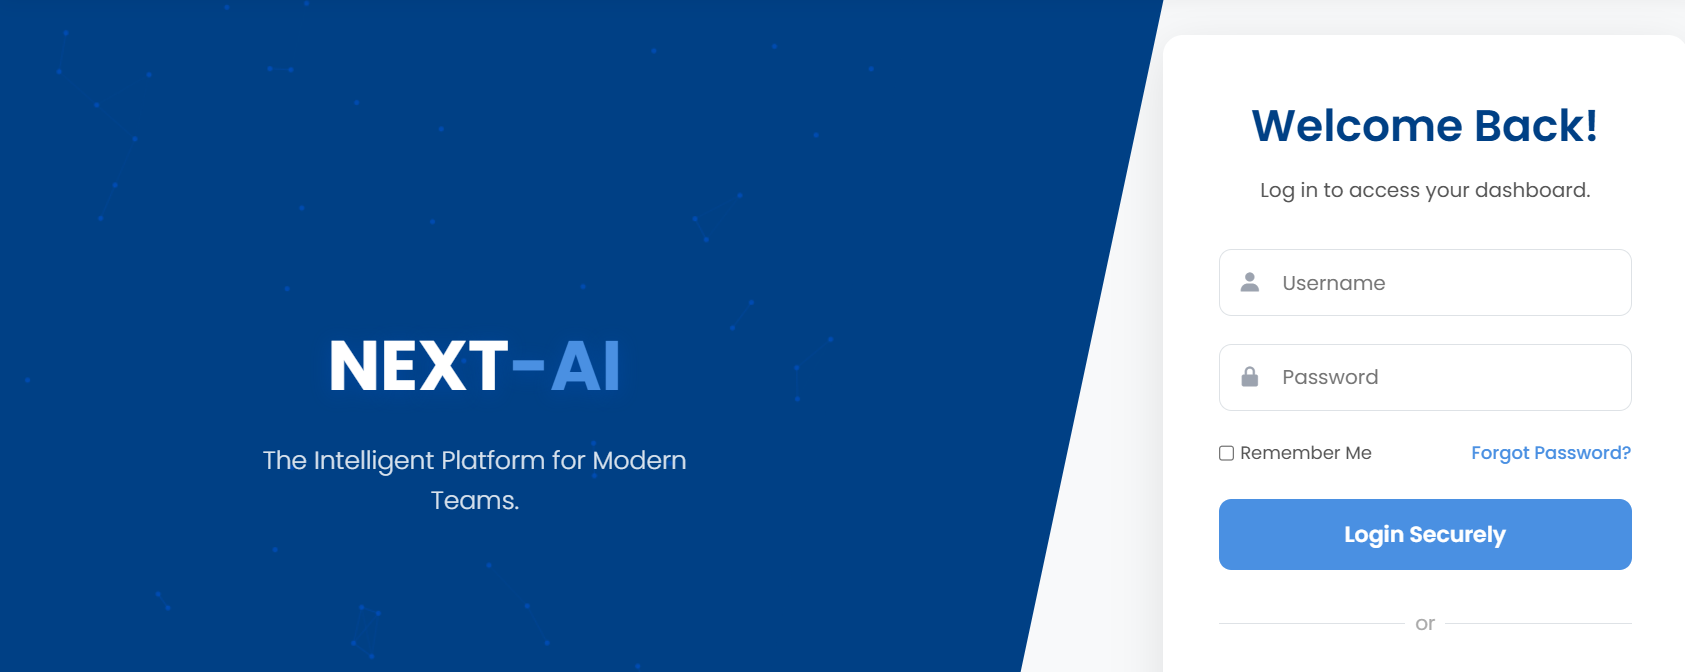 NEXT-AI
The Intelligent Platform for Modern
Teams.
Welcome Back!
Log in to access your dashboard.
Username
Password
Remember Me
Forgot Password?
Login Securely
or